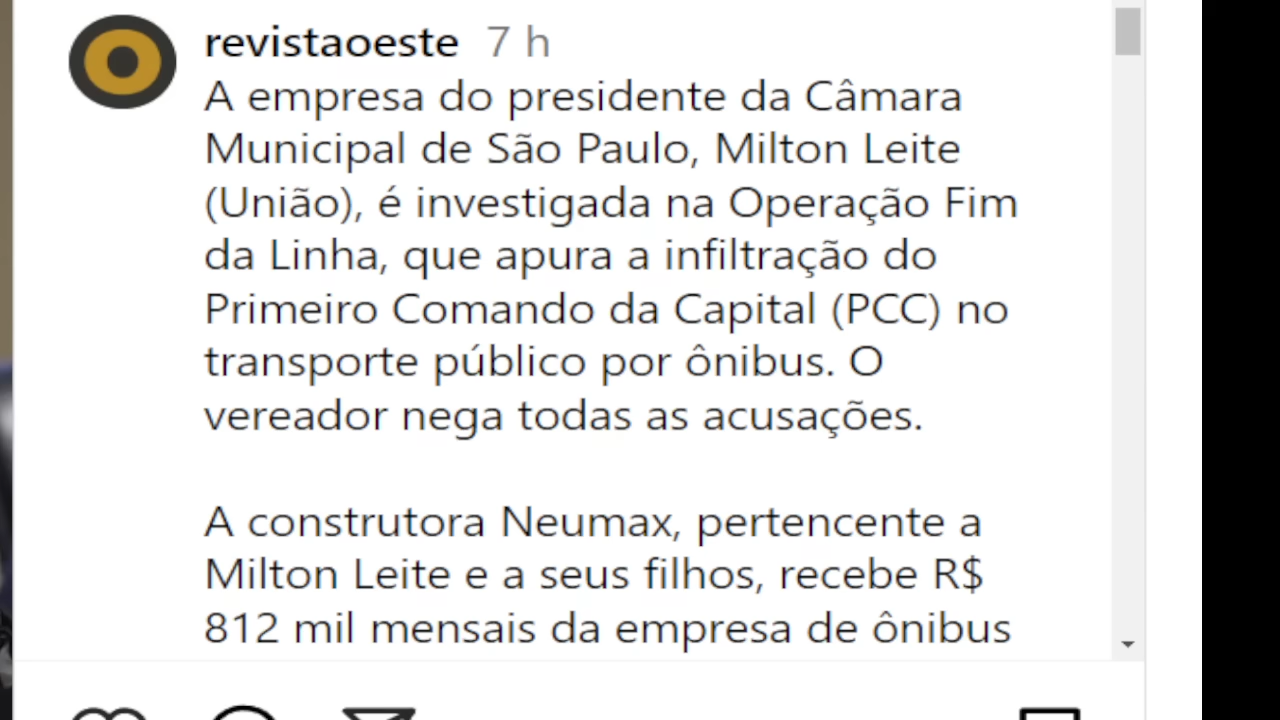 revistaoeste 7 h
A empresa do presidente da Câmara
Municipal de São Paulo, Milton Leite
(União), é investigada na Operação Fim
da Linha, que apura a infiltração do
Primeiro Comando da Capital (PCC) no
transporte público por ônibus. O
vereador nega todas as acusações.
A construtora Neumax, pertencente a
Milton Leite e a seus filhos, recebe R$
812 mil mensais da empresa de ônibus